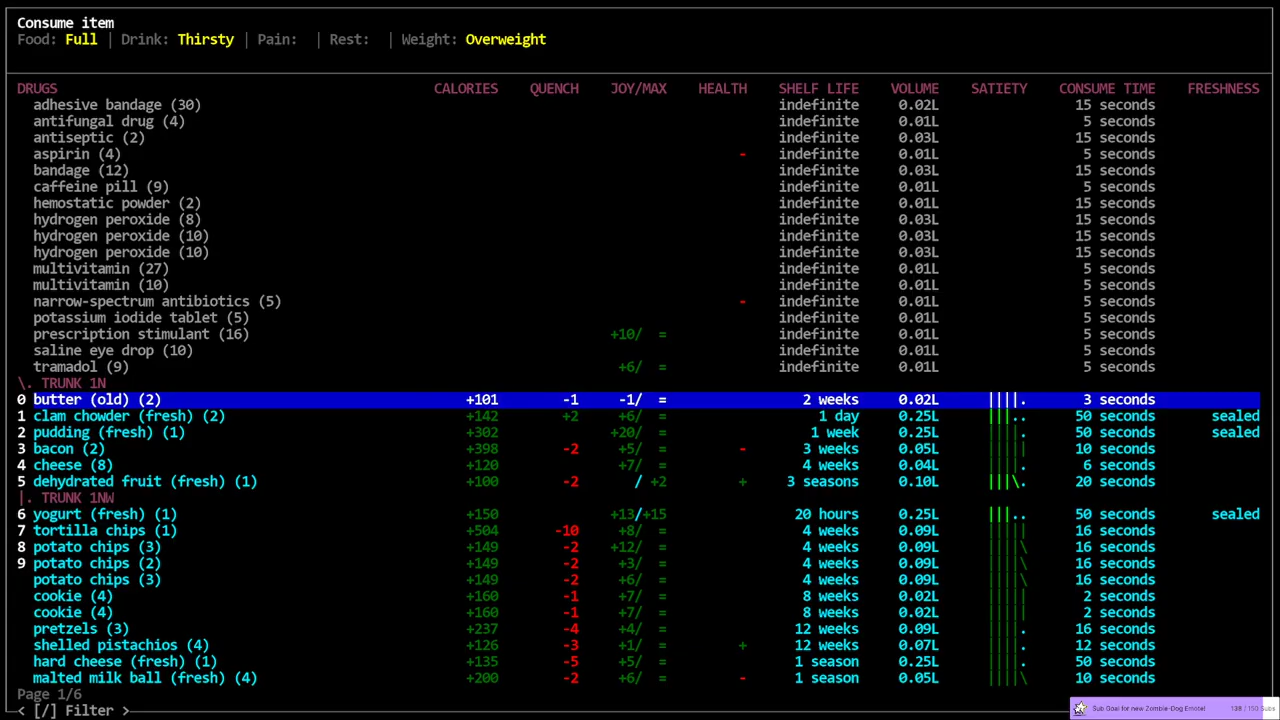 Consume item
Food: Full | Drink: Thirsty | Pain: | Rest: | Weight: Overweight
DRUGS CALORIES QUENCH JOY/MAX HEALTH SHELF LIFE VOLUME SATIETY CONSUME TIME FRESHNESS
adhesive bandage (30) indefinite 0.02L 15 seconds
antifungal drug (4) indefinite 0.01L 5 seconds
antiseptic (2) indefinite 0.03L 15 seconds
aspirin (4) - indefinite 0.01L 5 seconds
bandage (12) indefinite 0.03L 15 seconds
caffeine pill (9) indefinite 0.01L 5 seconds
hemostatic powder (2) indefinite 0.01L 15 seconds
hydrogen peroxide (8) indefinite 0.03L 15 seconds
hydrogen peroxide (10) indefinite 0.03L 15 seconds
hydrogen peroxide (10) indefinite 0.03L 15 seconds
multivitamin (27) indefinite 0.01L 5 seconds
multivitamin (10) indefinite 0.01L 5 seconds
narrow-spectrum antibiotics (5) - indefinite 0.01L 5 seconds
potassium iodide tablet (5) indefinite 0.01L 5 seconds
prescription stimulant (16) +10/ = indefinite 0.01L 5 seconds
saline eye drop (10) indefinite 0.01L 5 seconds
tramadol (9) +6/ = indefinite 0.01L 5 seconds
\. TRUNK 1N
0 butter (old) (2) +101 -1 -1/ = 2 weeks 0.02L ||||. 3 seconds
1 clam chowder (fresh) (2) +142 +2 +6/ = 1 day 0.25L |||.. 50 seconds sealed
2 pudding (fresh) (1) +302 +20/ = 1 week 0.25L ||||. 50 seconds sealed
3 bacon (2) +398 -2 +5/ = - 3 weeks 0.05L ||||| 10 seconds
4 cheese (8) +120 +7/ = 4 weeks 0.04L ||||. 6 seconds
5 dehydrated fruit (fresh) (1) +100 -2 / +2 + 3 seasons 0.10L |||\. 20 seconds
|. TRUNK 1NW
6 yogurt (fresh) (1) +150 +13/+15 20 hours 0.25L |||.. 50 seconds sealed
7 tortilla chips (1) +504 -10 +8/ = 4 weeks 0.09L ||||| 16 seconds
8 potato chips (3) +149 -2 +12/ = 4 weeks 0.09L ||||\ 16 seconds
9 potato chips (2) +149 -2 +3/ = 4 weeks 0.09L ||||\ 16 seconds
potato chips (3) +149 -2 +6/ = 4 weeks 0.09L ||||\ 16 seconds
cookie (4) +160 -1 +7/ = 8 weeks 0.02L ||||| 2 seconds
cookie (4) +160 -1 +7/ = 8 weeks 0.02L ||||| 2 seconds
pretzels (3) +237 -4 +4/ = 12 weeks 0.09L ||||. 16 seconds
shelled pistachios (4) +126 -3 +1/ = + 12 weeks 0.07L ||||. 12 seconds
hard cheese (fresh) (1) +135 -5 +5/ = 1 season 0.25L ||||. 50 seconds
malted milk ball (fresh) (4) +200 -2 +6/ = - 1 season 0.05L ||||\ 10 seconds
Page 1/6
< [/] Filter >
Sub Goal for new Zombie-Dog Emote! 138 / 150 Subs